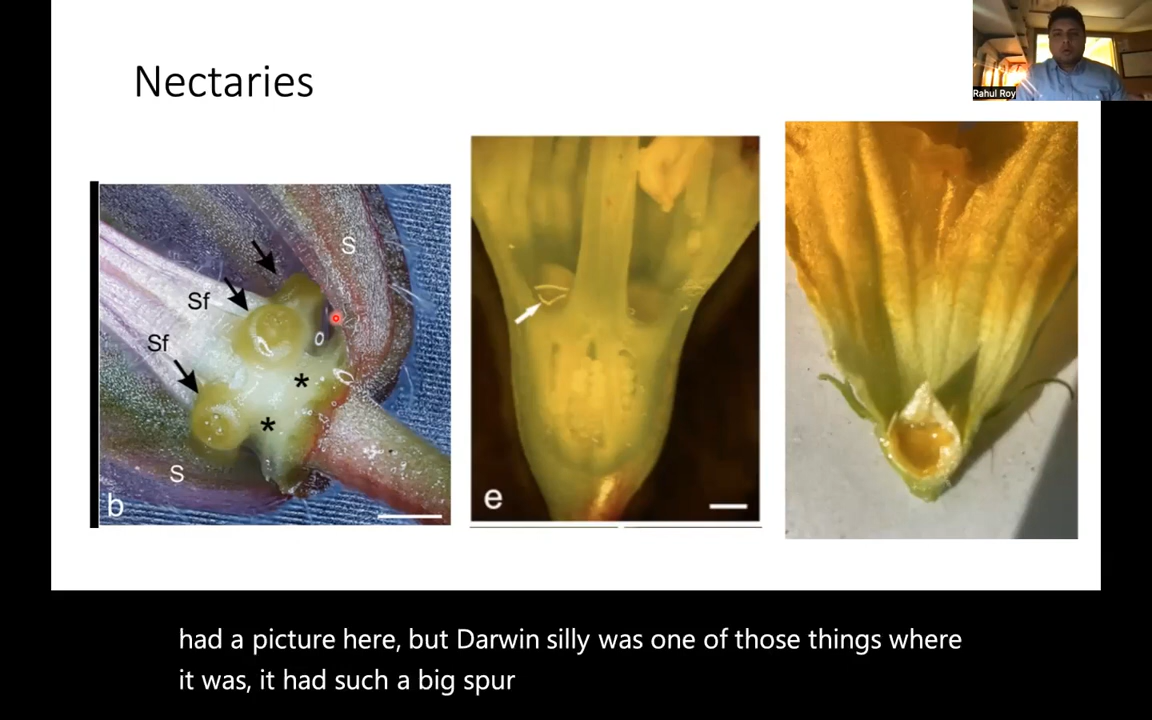 Nectaries
Rahul Roy
S
Sf
Sf
*
*
S
b
e
had a picture here, but Darwin silly was one of those things where
it was, it had such a big spur